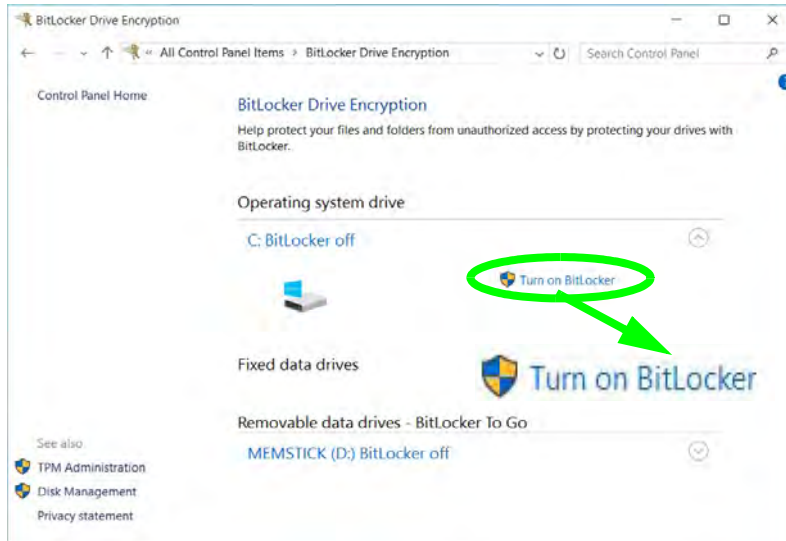 BitLocker Drive Encryption
« All Control Panel Items > BitLocker Drive Encryption
Search Control Panel
Control Panel Home
BitLocker Drive Encryption
Help protect your files and folders from unauthorized access by protecting your drives with
BitLocker.
Operating system drive
C: BitLocker off
Turn on BitLocker
Fixed data drives
Turn on BitLocker
Removable data drives - BitLocker To Go
MEMSTICK (D:) BitLocker off
See also
TPM Administration
Disk Management
Privacy statement